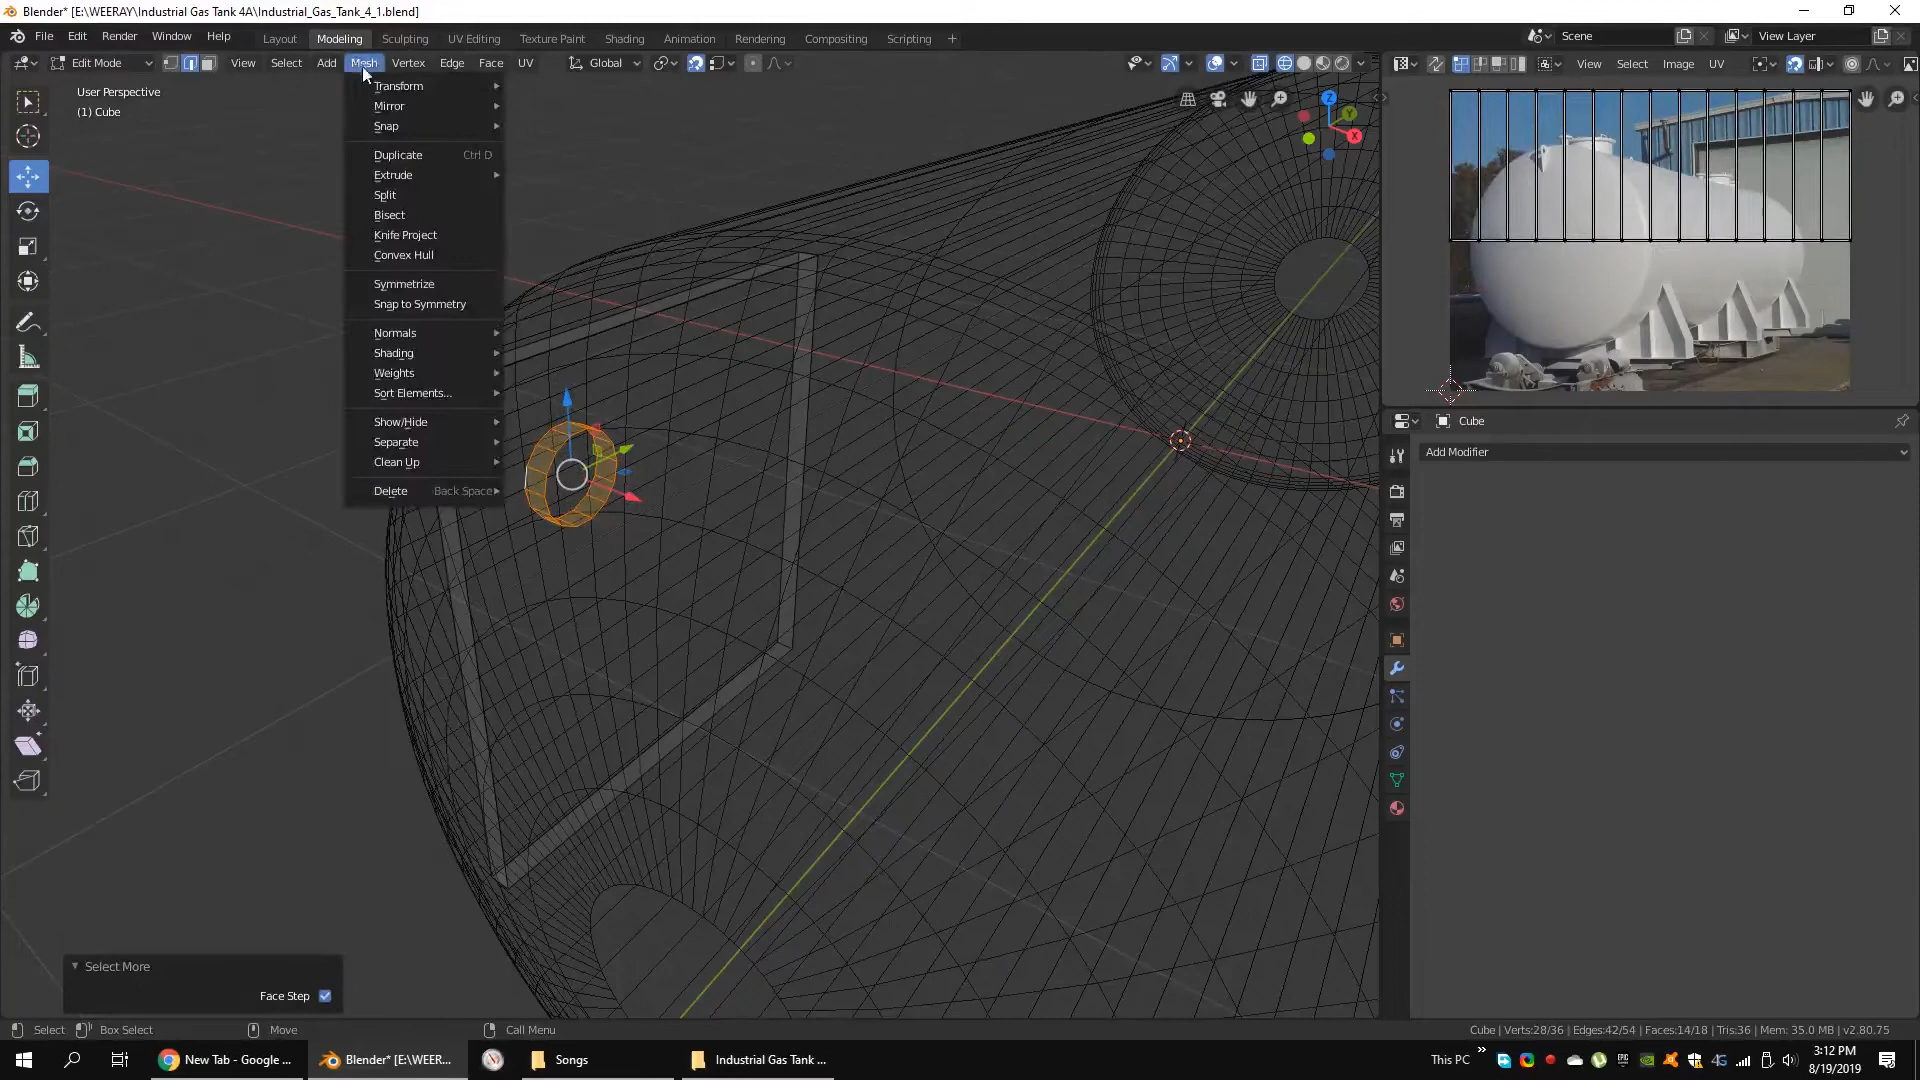 Blender* [E:\WEERAY\Industrial Gas Tank 4A\Industrial_Gas_Tank_4_1.blend]
File Edit Render Window Help Layout Modeling Sculpting UV Editing Texture Paint Shading Animation Rendering Compositing Scripting + Scene View Layer
Edit Mode View Select Add Mesh Vertex Edge Face UV Global View Select Image UV
User Perspective
(1) Cube
Transform
Mirror
Snap
Duplicate Ctrl D
Extrude
Split
Bisect
Knife Project
Convex Hull
Symmetrize
Snap to Symmetry
Normals
Shading
Weights
Sort Elements...
Show/Hide
Separate
Clean Up
Delete Back Space
Z
Y
X
Cube
Add Modifier
Select More
Face Step
Select Box Select Move Call Menu Cube | Verts:28/36 | Edges:42/54 | Faces:14/18 | Tris:36 | Mem: 35.0 MB | v2.80.75
New Tab - Google ... Blender* [E:\WEER... Songs Industrial Gas Tank ... This PC 3:12 PM
8/19/2019